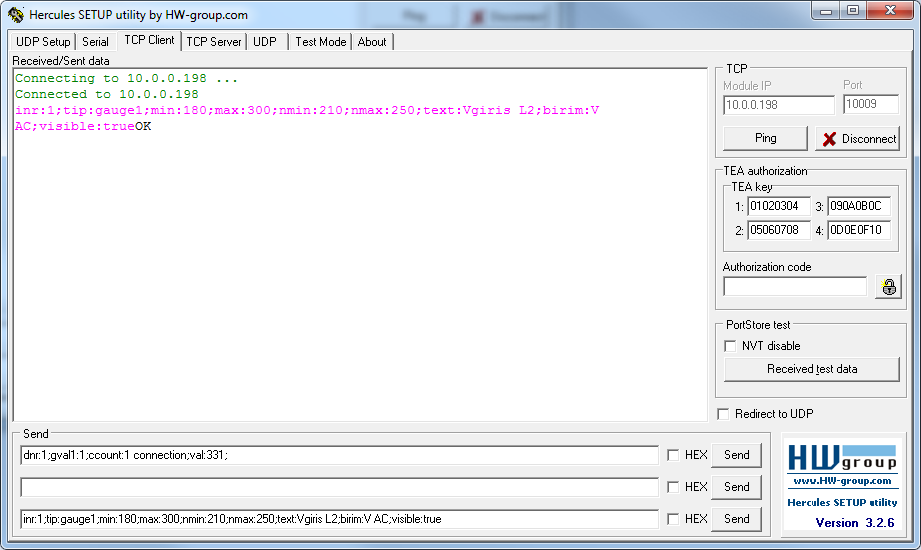 Hercules SETUP utility by HW-group.com
UDP Setup Serial TCP Client TCP Server UDP Test Mode About
Received/Sent data
Connecting to 10.0.0.198 ...
Connected to 10.0.0.198
inr:1;tip:gauge1;min:180;max:300;nmin:210;nmax:250;text:Vgiris L2;birim:V
AC;visible:trueOK
TCP
Module IP Port
10.0.0.198 10009
Ping Disconnect
TEA authorization
TEA key
1: 01020304 3: 090A0B0C
2: 05060708 4: 0D0E0F10
Authorization code
PortStore test
NVT disable
Received test data
Redirect to UDP
Send
dnr:1;gval1:1;ccount:1 connection;val:331;
HEX Send
HEX Send
inr:1;tip:gauge1;min:180;max:300;nmin:210;nmax:250;text:Vgiris L2;birim:V AC;visible:true
HEX Send
HW group
www.HW-group.com
Hercules SETUP utility
Version 3.2.6